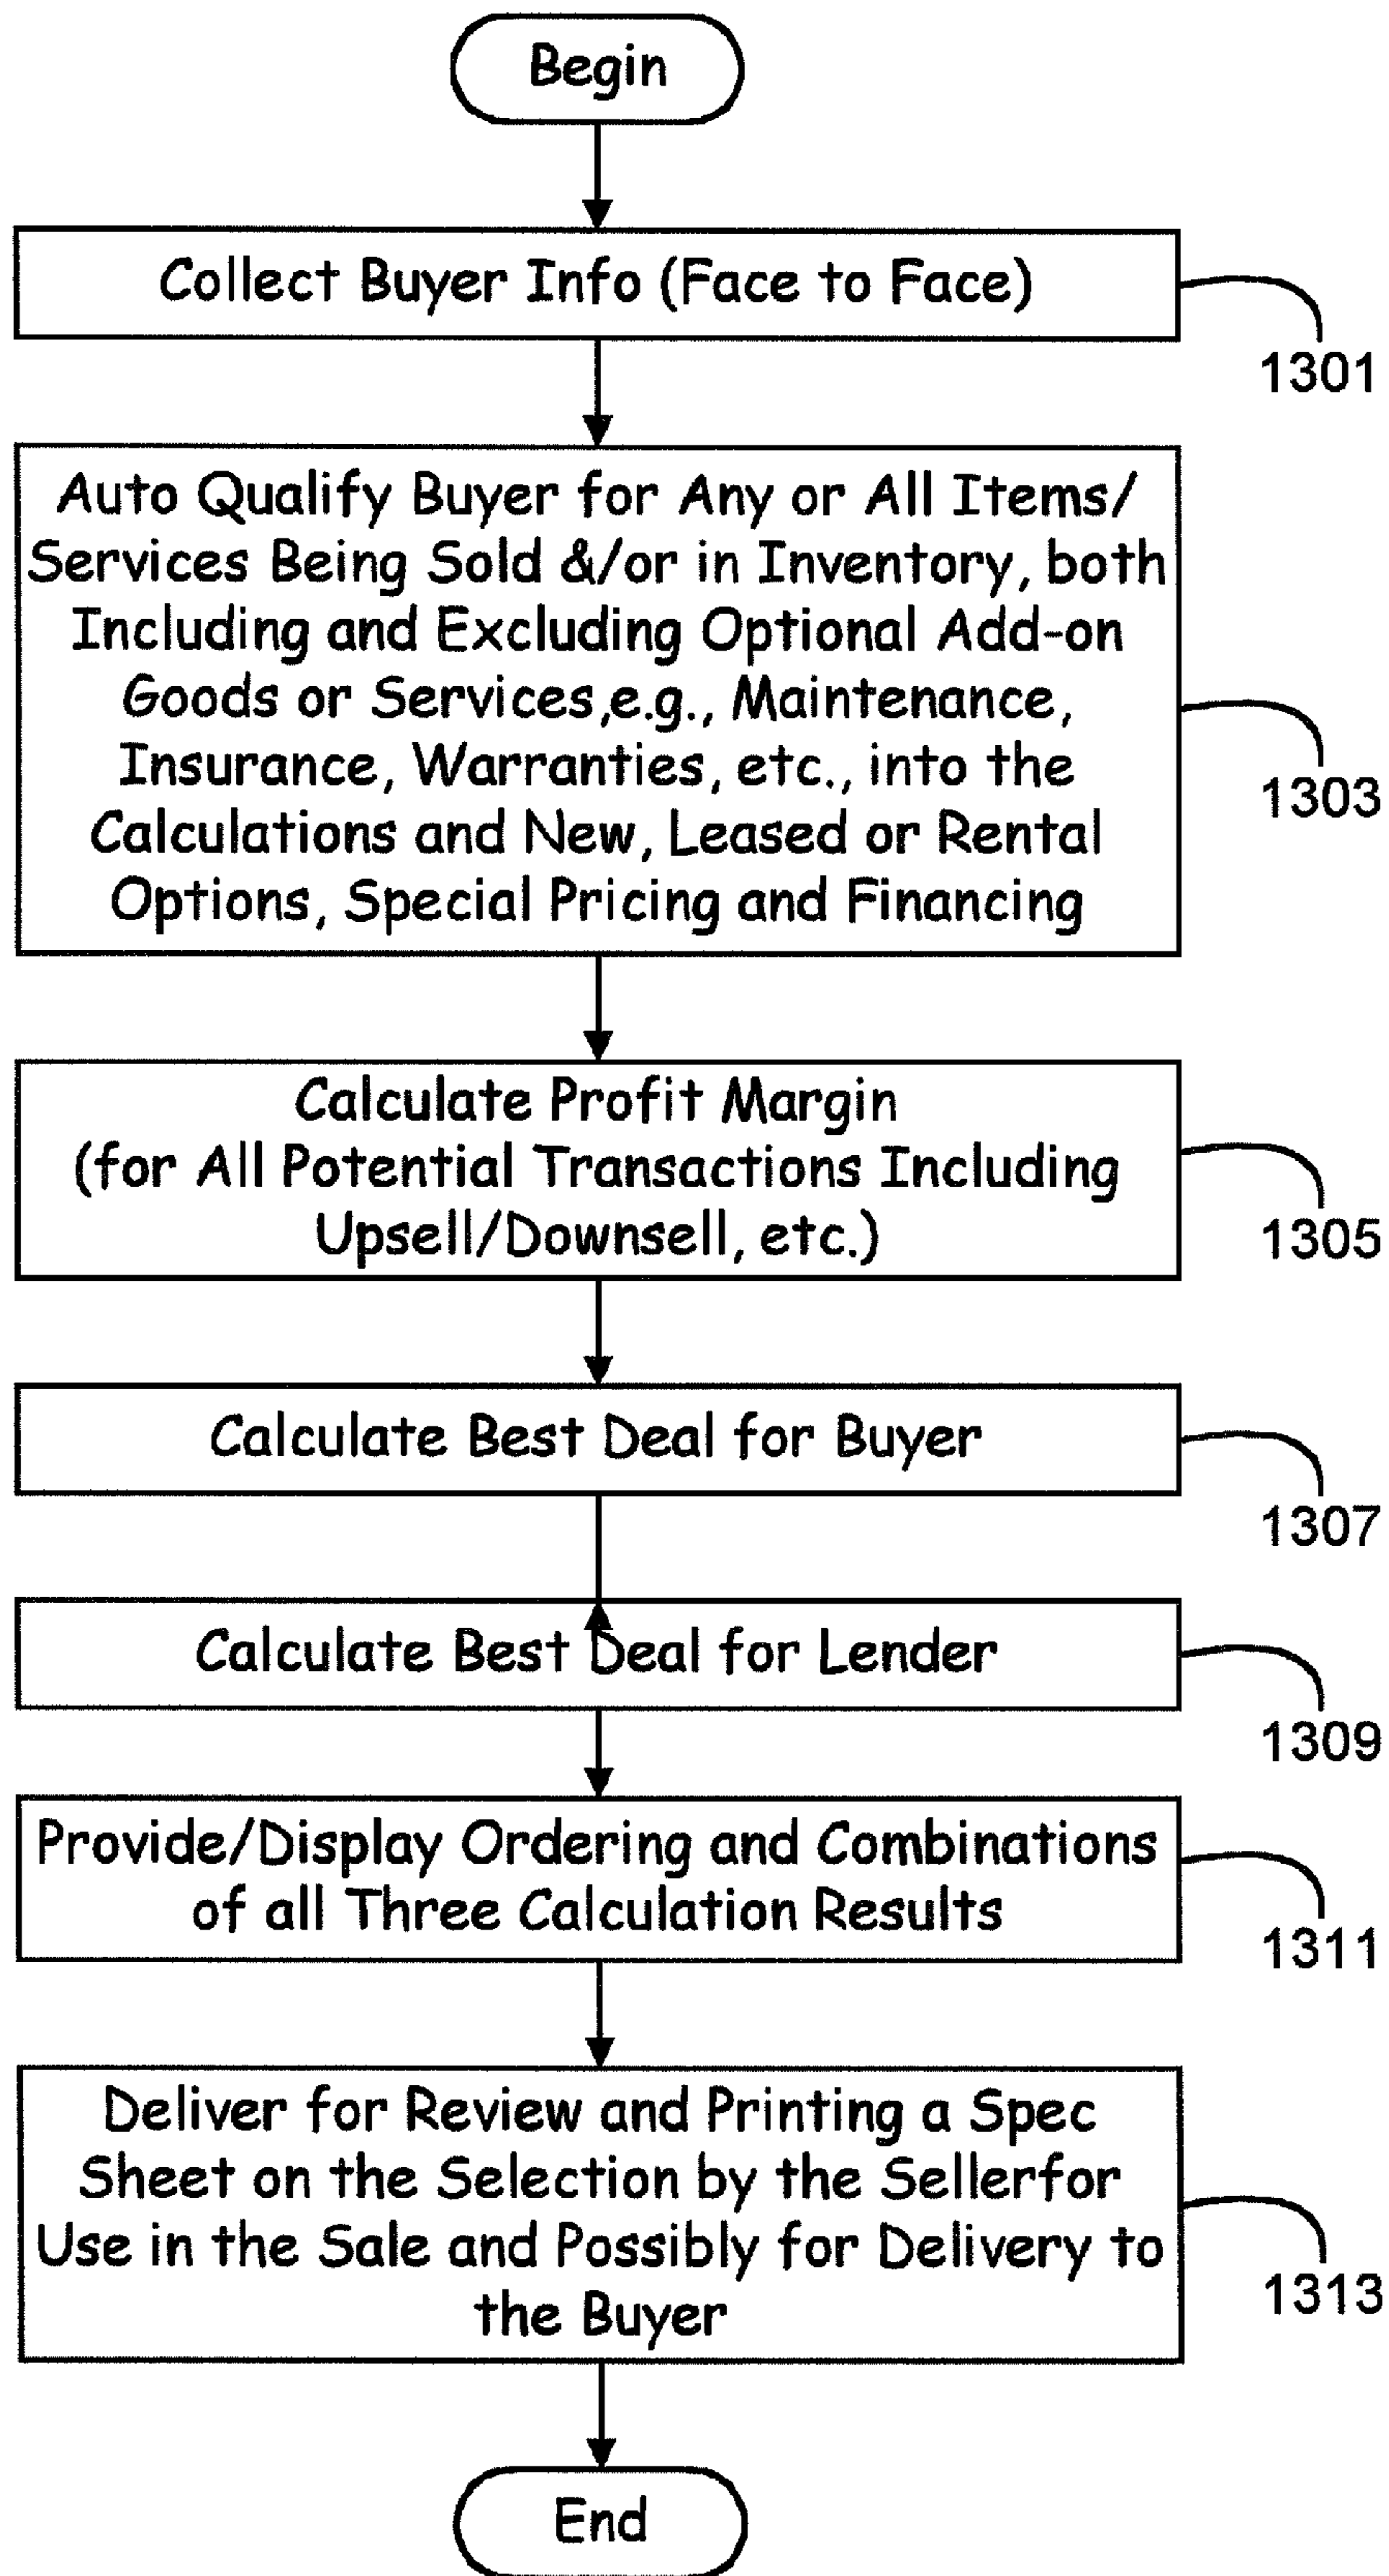 Begin
Collect Buyer Info (Face to Face)
1301
Auto Qualify Buyer for Any or All Items/
Services Being Sold &/or in Inventory, both
Including and Excluding Optional Add-on
Goods or Services,e.g., Maintenance,
Insurance, Warranties, etc., into the
Calculations and New, Leased or Rental
Options, Special Pricing and Financing
1303
Calculate Profit Margin
(for All Potential Transactions Including
Upsell/Downsell, etc.)
1305
Calculate Best Deal for Buyer
1307
Calculate Best Deal for Lender
1309
Provide/Display Ordering and Combinations
of all Three Calculation Results
1311
Deliver for Review and Printing a Spec
Sheet on the Selection by the Sellerfor
Use in the Sale and Possibly for Delivery to
the Buyer
1313
End